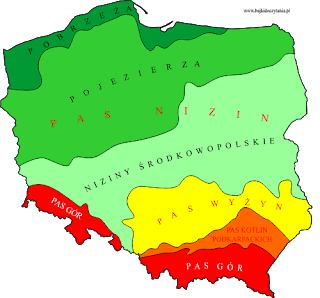 www.bajkidoczytania.pl
POBRZEŻA
POJEZIERZA
PAS NIZIN
NIZINY ŚRODKOWOPOLSKIE
PAS GÓR
PAS WYŻYN
PAS KOTLIN
PODKARPACKICH
PAS GÓR